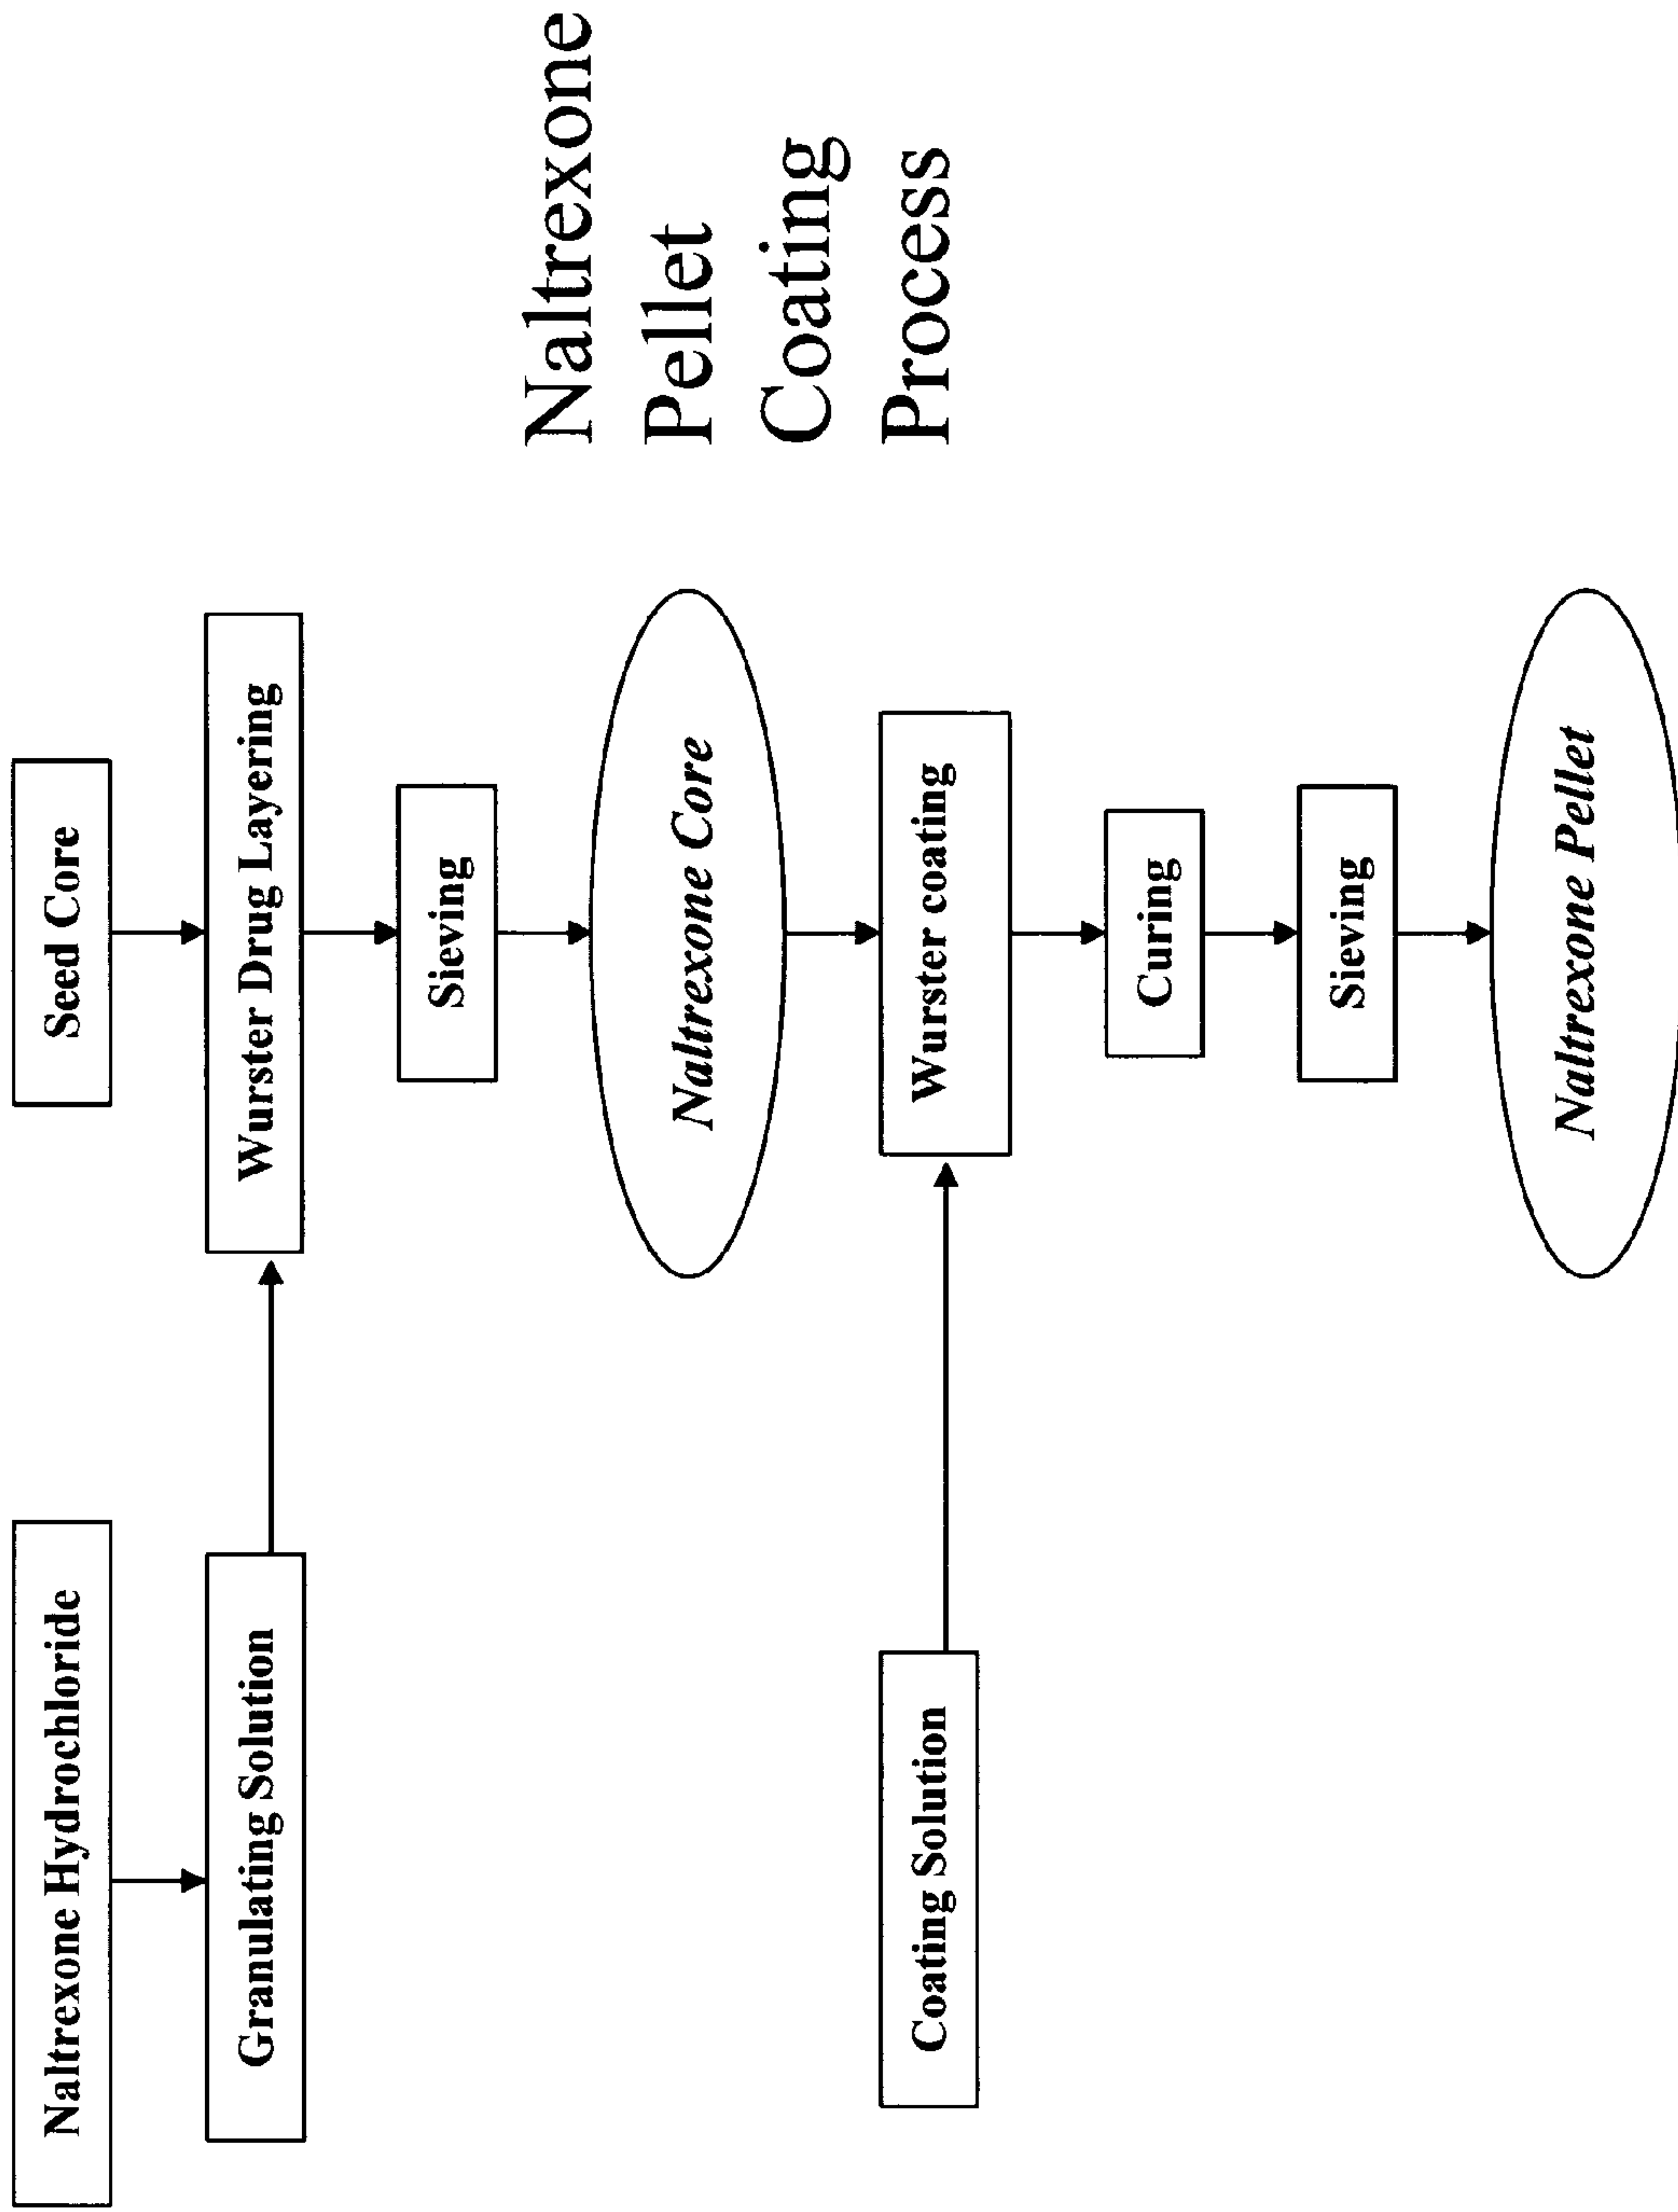 Naltrexone Hydrochloride
Seed Core
Granulating Solution
Wurster Drug Layering
Sieving
Naltrexone Core
Coating Solution
Wurster coating
Curing
Sieving
Naltrexone Pellet
Naltrexone
Pellet
Coating
Process